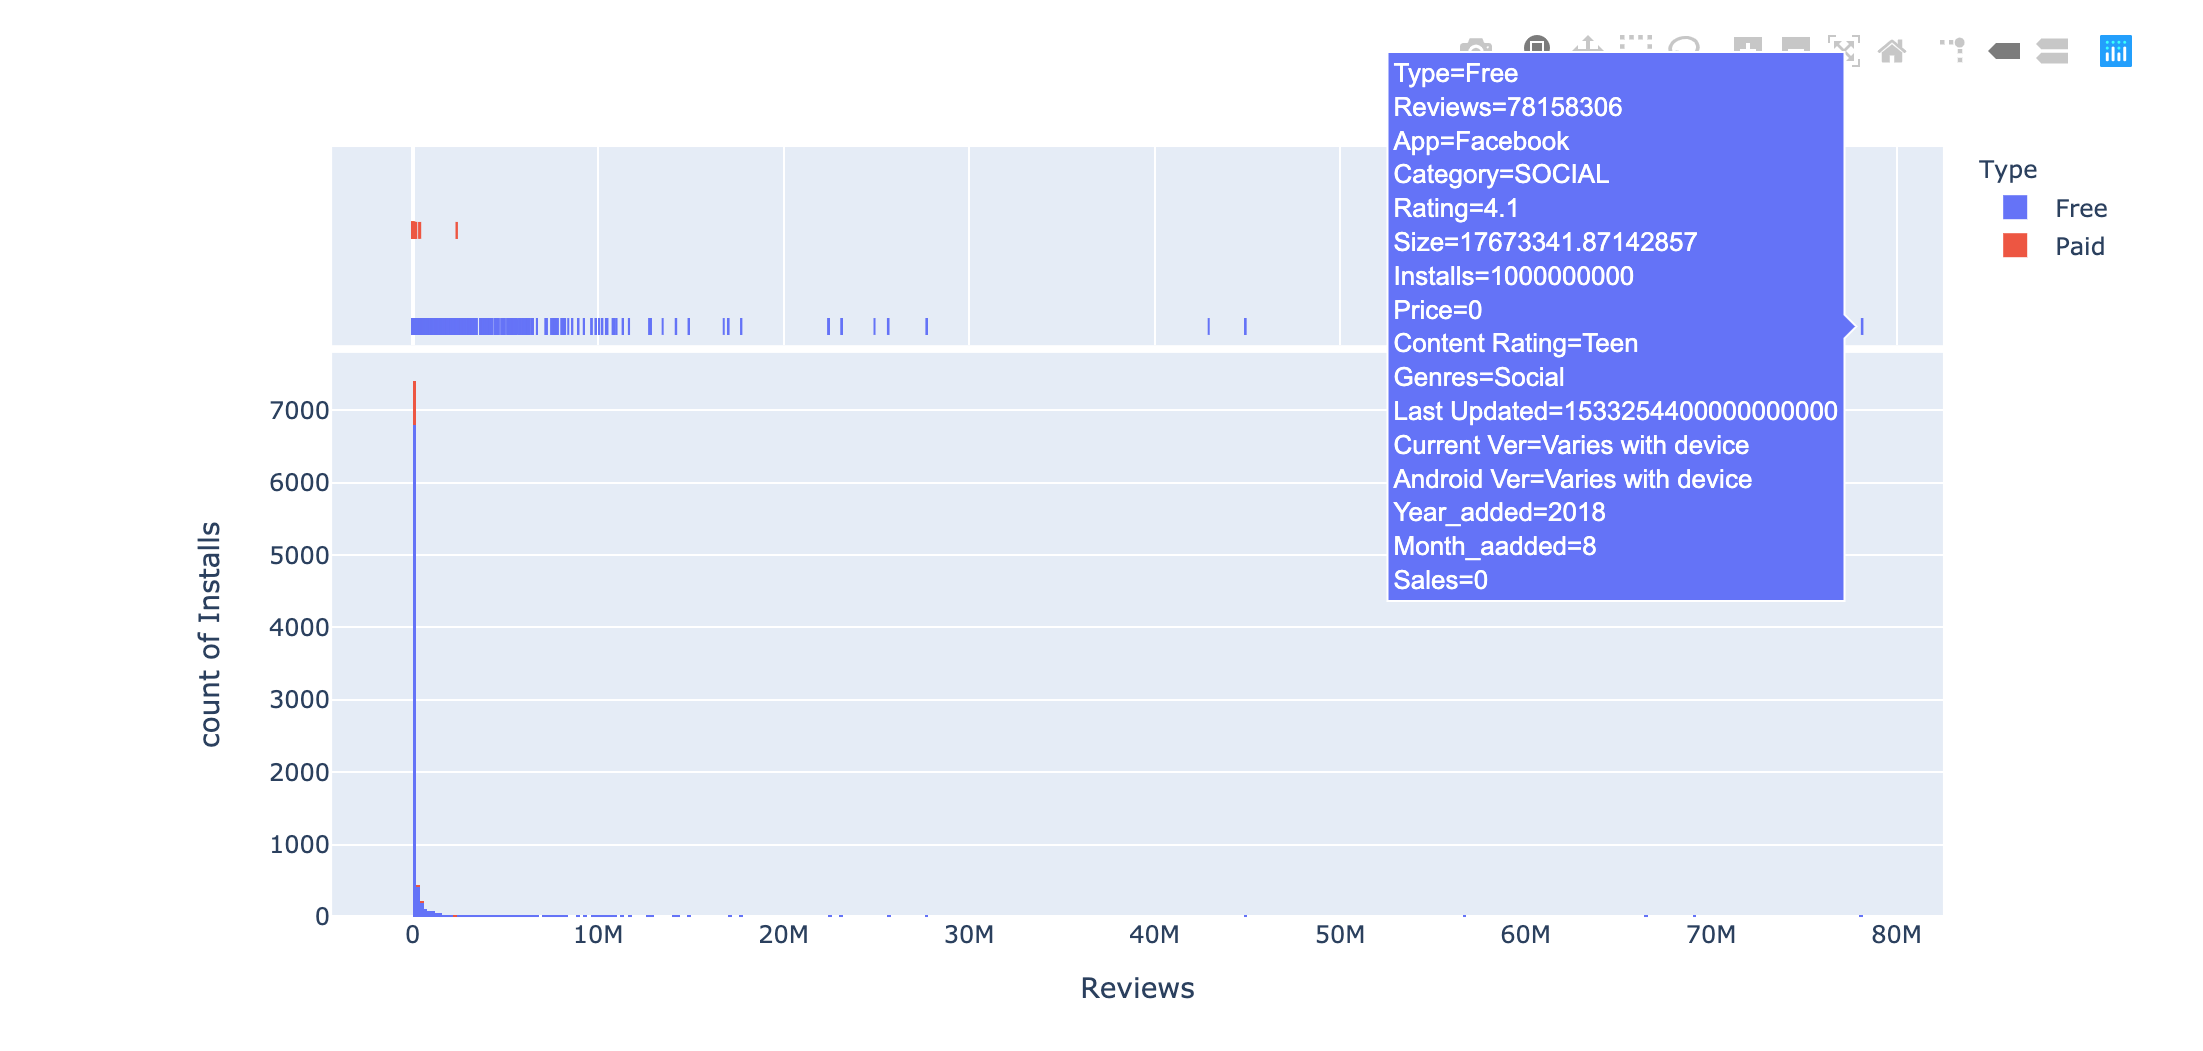 Type=Free
Reviews=78158306
App=Facebook
Category=SOCIAL
Rating=4.1
Size=17673341.87142857
Installs=1000000000
Price=0
Content Rating=Teen
Genres=Social
Last Updated=1533254400000000000
Current Ver=Varies with device
Android Ver=Varies with device
Year_added=2018
Month_aadded=8
Sales=0
Type
Free
Paid
count of Installs
7000
6000
5000
4000
3000
2000
1000
0
0 10M 20M 30M 40M 50M 60M 70M 80M
Reviews